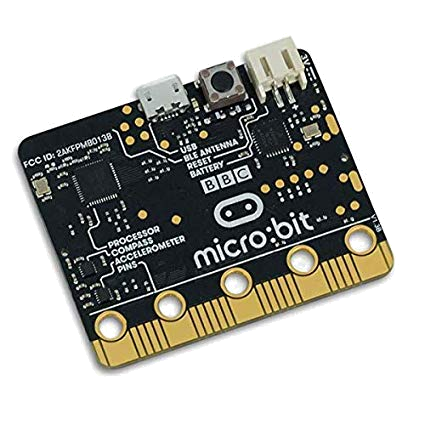 FCC ID: 2AKFPMB013B
USB
BLE ANTENNA
RESET
BATTERY
BBC
micro:bit
PROCESSOR
COMPASS
ACCELEROMETER
PINS